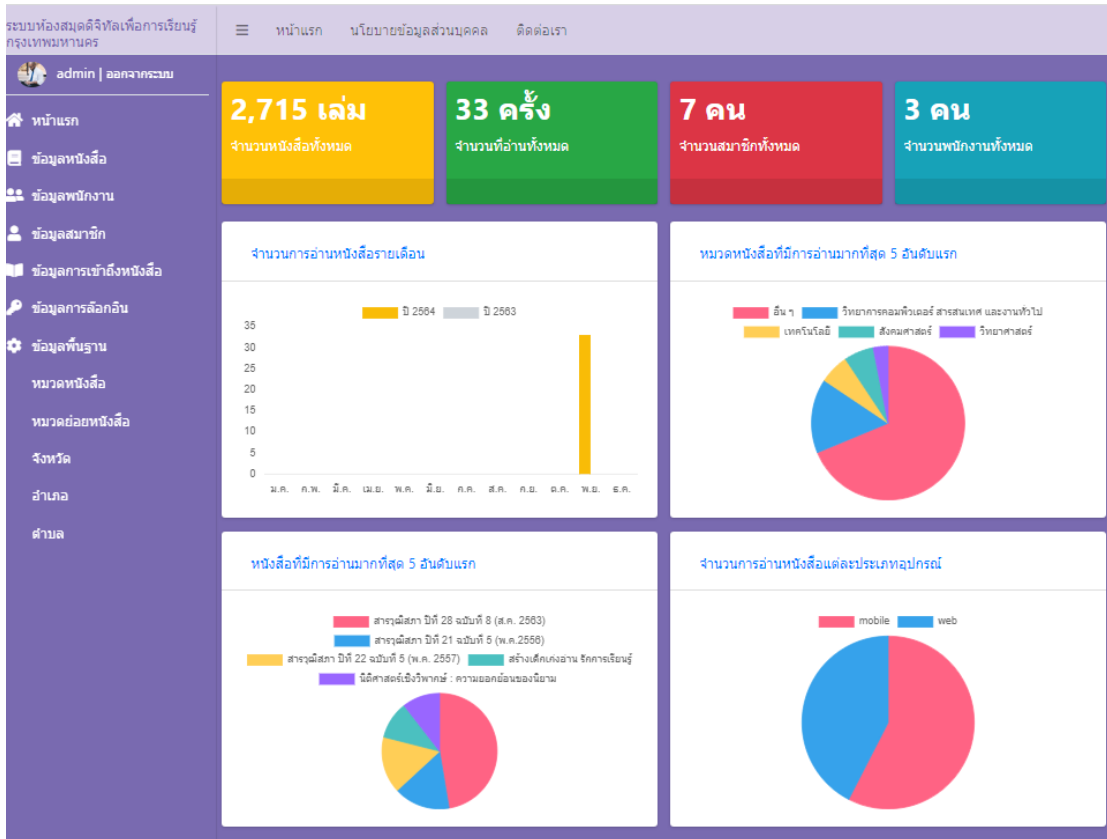 ระบบห้องสมุดดิจิทัลเพื่อการเรียนรู้
กรุงเทพมหานคร
หน้าแรก นโยบายข้อมูลส่วนบุคคล ติดต่อเรา
admin | ออกจากระบบ
หน้าแรก
ข้อมูลหนังสือ
ข้อมูลพนักงาน
ข้อมูลสมาชิก
ข้อมูลการเข้าถึงหนังสือ
ข้อมูลการล๊อกอิน
ข้อมูลพื้นฐาน
หมวดหนังสือ
หมวดย่อยหนังสือ
จังหวัด
อำเภอ
ตำบล
2,715 เล่ม
จำนวนหนังสือทั้งหมด
33 ครั้ง
จำนวนที่อ่านทั้งหมด
7 คน
จำนวนสมาชิกทั้งหมด
3 คน
จำนวนพนักงานทั้งหมด
จำนวนการอ่านหนังสือรายเดือน
ปี 2564 ปี 2563
35
30
25
20
15
10
5
0
ม.ค. ก.พ. มี.ค. เม.ย. พ.ค. มิ.ย. ก.ค. ส.ค. ก.ย. ต.ค. พ.ย. ธ.ค.
หมวดหนังสือที่มีการอ่านมากที่สุด 5 อันดับแรก
อื่น ๆ วิทยาการคอมพิวเตอร์ สารสนเทศ และงานทั่วไป
เทคโนโลยี สังคมศาสตร์ วิทยาศาสตร์
หนังสือที่มีการอ่านมากที่สุด 5 อันดับแรก
สารวุฒิสภา ปีที่ 28 ฉบับที่ 8 (ส.ค. 2563)
สารวุฒิสภา ปีที่ 21 ฉบับที่ 5 (พ.ค.2556)
สารวุฒิสภา ปีที่ 22 ฉบับที่ 5 (พ.ค. 2557) สร้างเด็กเก่งอ่าน รักการเรียนรู้
นิติศาสตร์เชิงวิพากษ์ : ความยอกย้อนของนิยาม
จำนวนการอ่านหนังสือแต่ละประเภทอุปกรณ์
mobile web